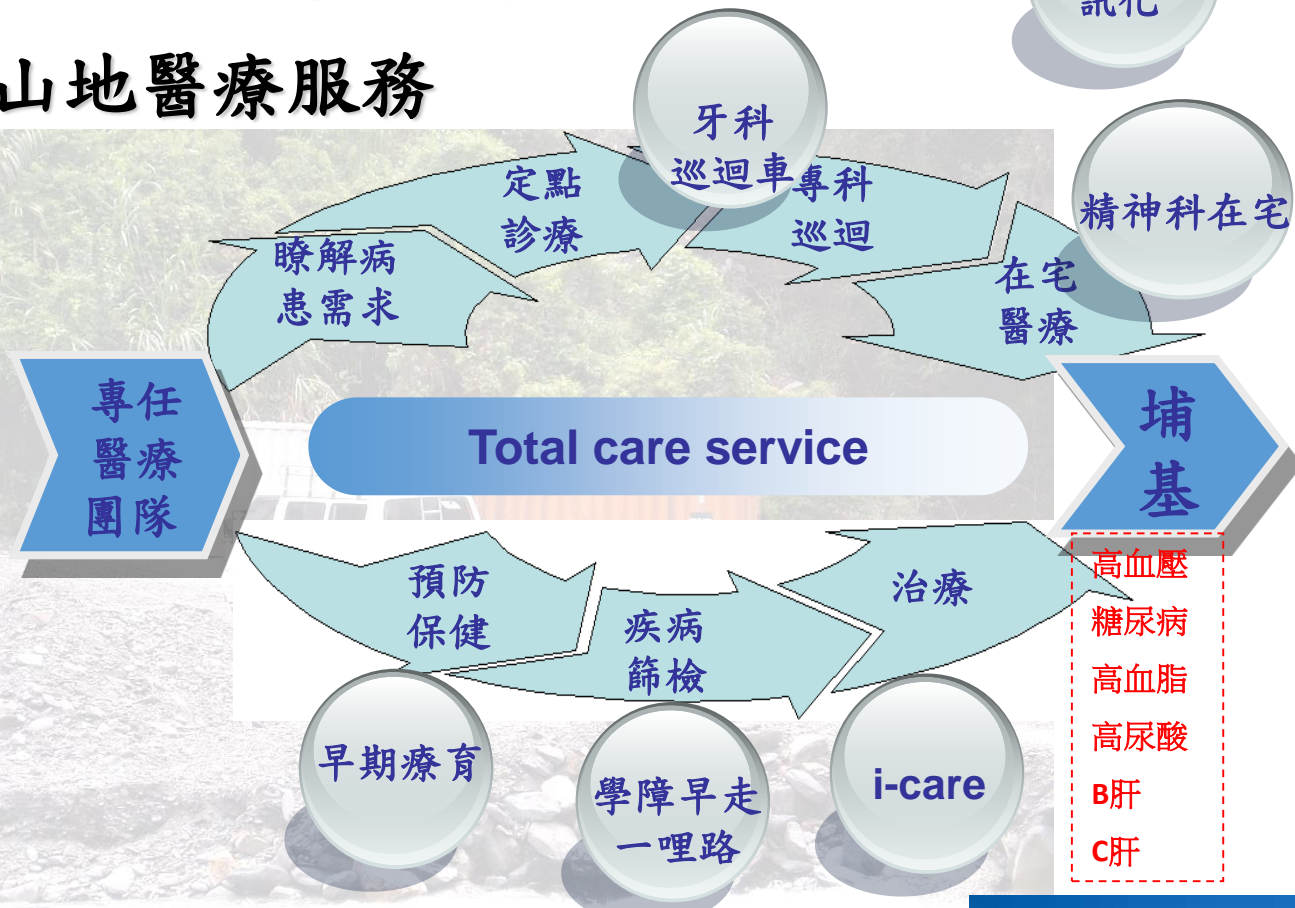 訊化
山地醫療服務
牙科
巡迴車
精神科在宅
定點
診療
專科
巡迴
瞭解病
患需求
在宅
醫療
專任
醫療
團隊
Total care service
埔
基
預防
保健
疾病
篩檢
治療
高血壓
糖尿病
高血脂
高尿酸
B肝
C肝
早期療育
學障早走
一哩路
i-care